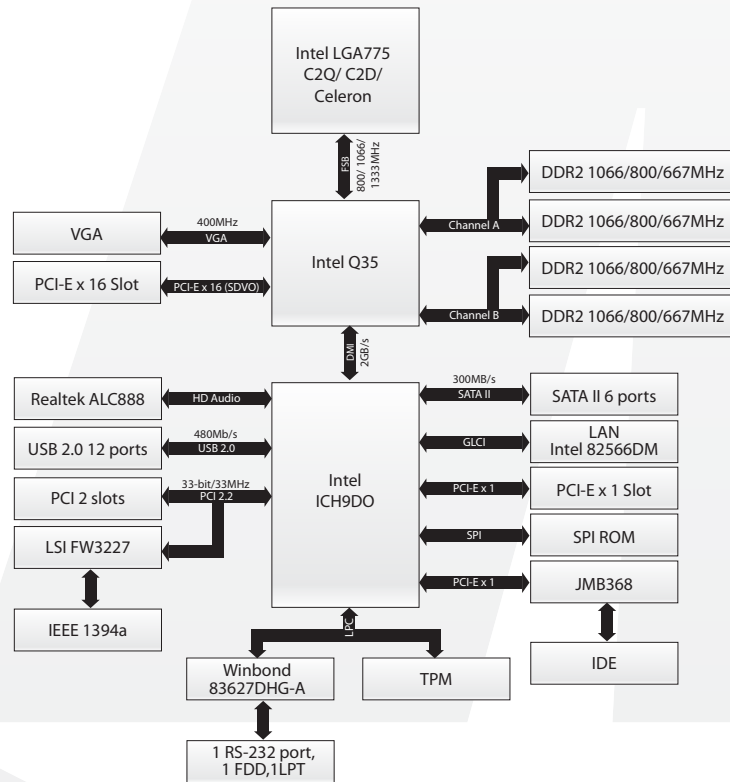 Intel LGA775
C2Q/ C2D/
Celeron
FSB
800/ 1066/
1333MHz
DDR2 1066/800/667MHz
DDR2 1066/800/667MHz
DDR2 1066/800/667MHz
DDR2 1066/800/667MHz
Channel A
Channel B
VGA
400MHz
VGA
PCI-E x 16 Slot
PCI-E x 16 (SDVO)
Intel Q35
DMI
2GB/s
Realtek ALC888
HD Audio
USB 2.0 12 ports
480Mb/s
USB 2.0
PCI 2 slots
33-bit/33MHz
PCI 2.2
LSI FW3227
IEEE 1394a
Intel
ICH9DO
300MB/s
SATA II
SATA II 6 ports
GLCI
LAN
Intel 82566DM
PCI-E x 1
PCI-E x 1 Slot
SPI
SPI ROM
PCI-E x 1
JMB368
IDE
LPC
Winbond
83627DHG-A
TPM
1 RS-232 port,
1 FDD,1LPT